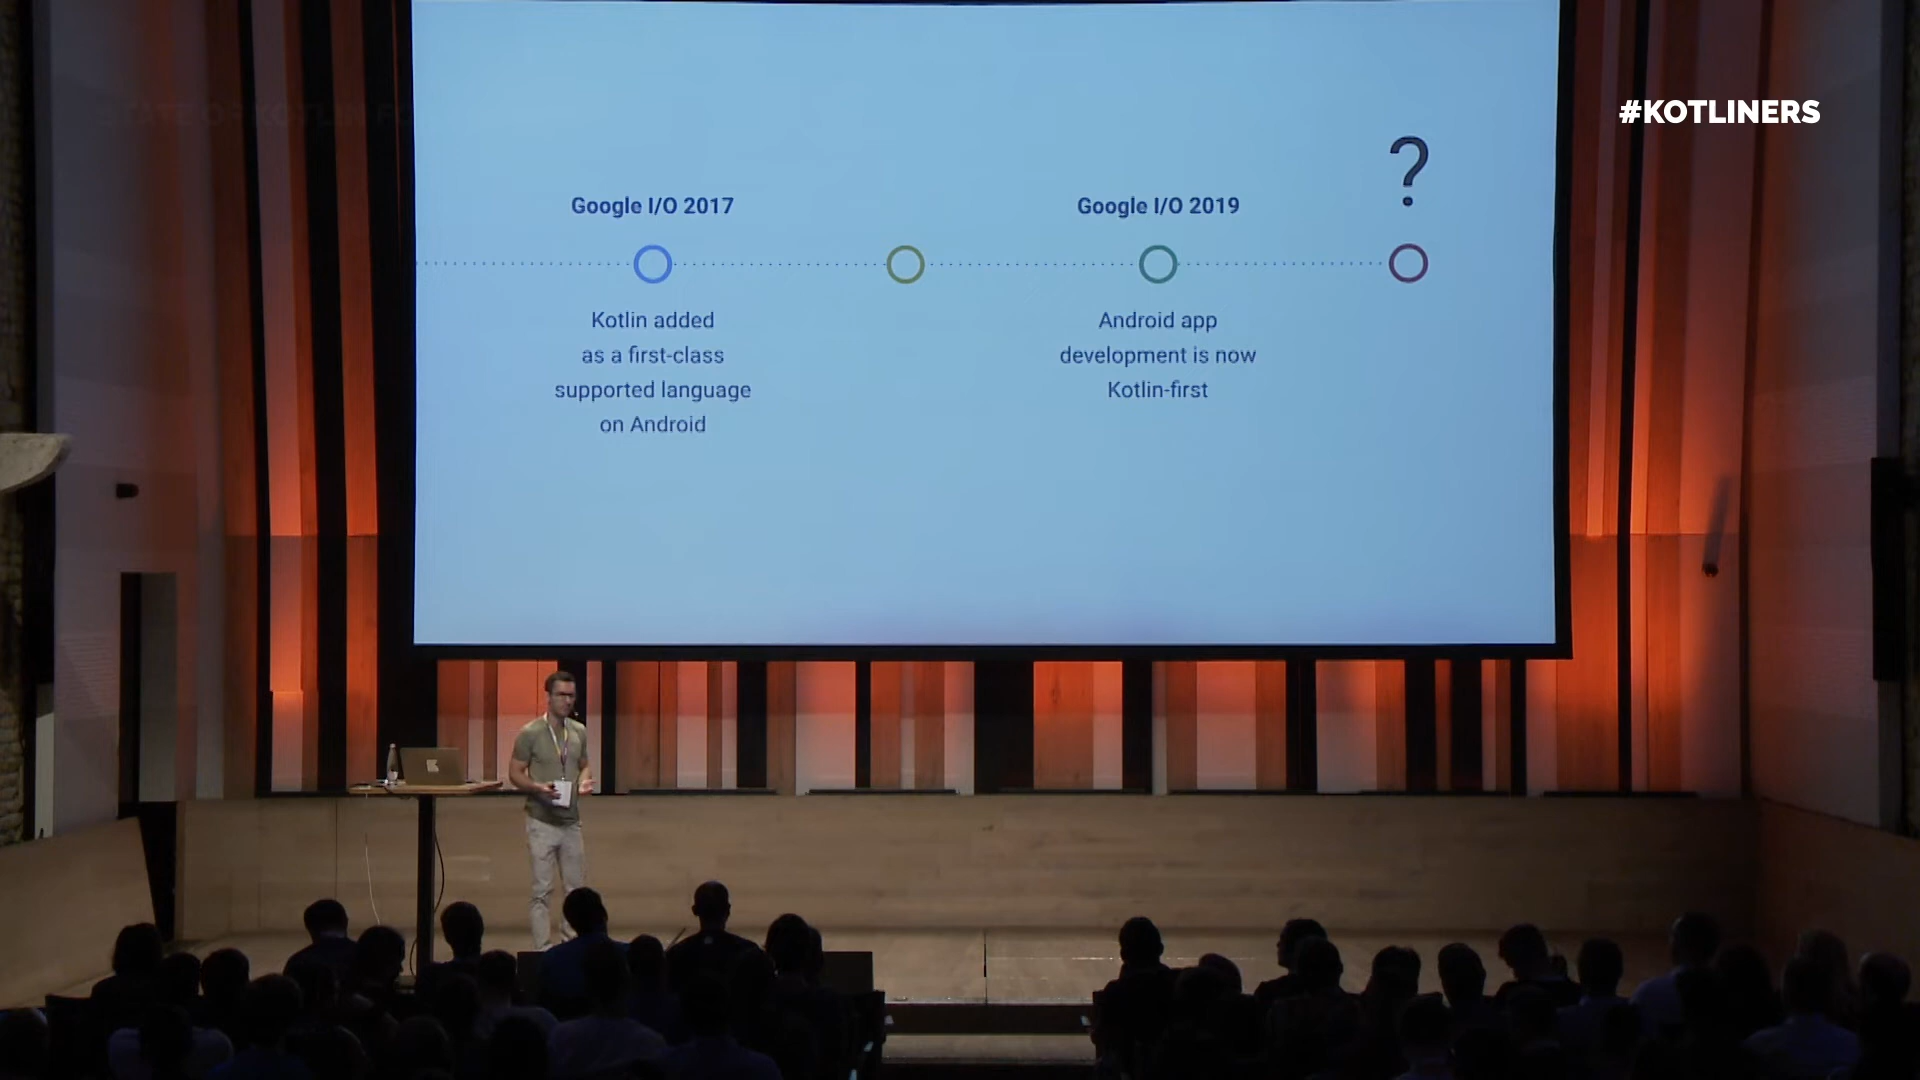 #KOTLINERS
?
Google I/O 2017
Google I/O 2019
Kotlin added
as a first-class
supported language
on Android
Android app
development is now
Kotlin-first